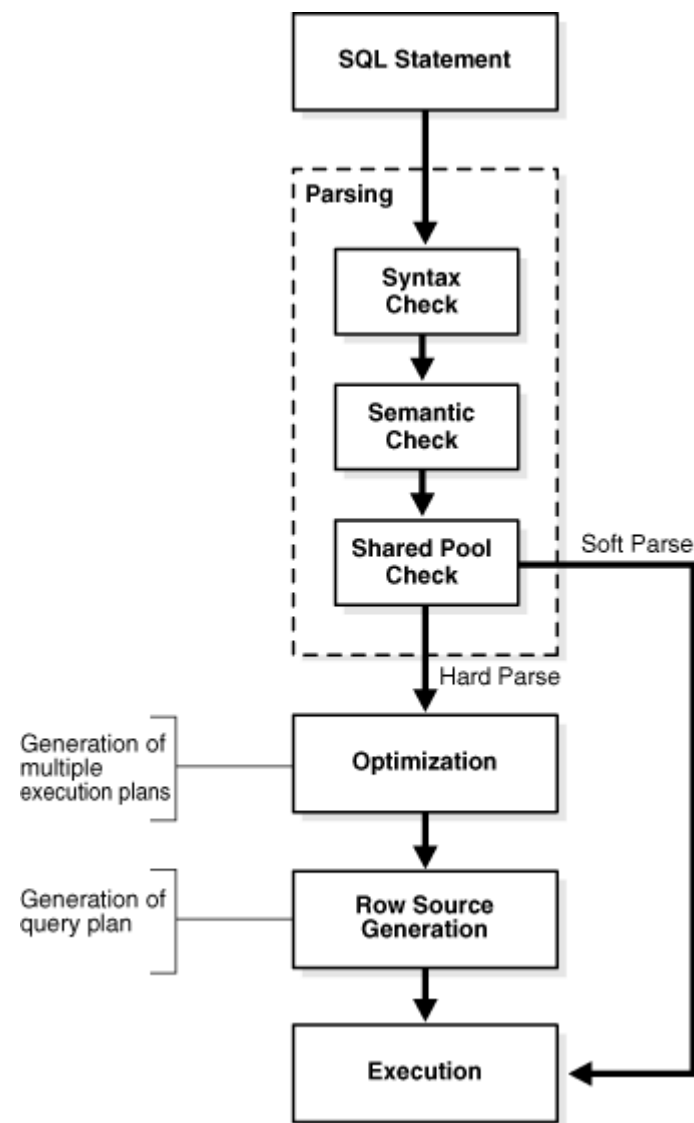 SQL Statement
Parsing
Syntax
Check
Semantic
Check
Shared Pool
Check
Soft Parse
Hard Parse
Generation of
multiple
execution plans
Optimization
Generation of
query plan
Row Source
Generation
Execution